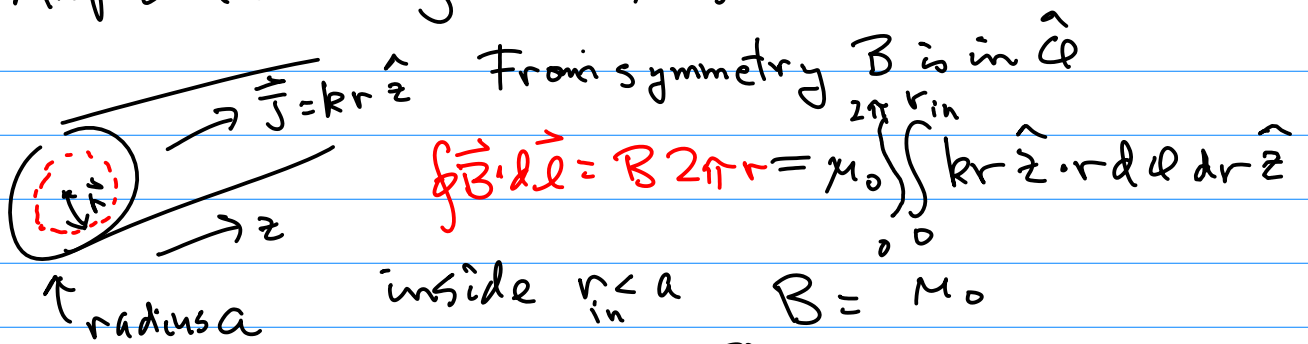 From symmetry B is in φ̂
J⃗ = kr ẑ
∮B⃗·dℓ⃗ = B 2πr = μ₀ ∫₀^2π ∫₀^r_in kr ẑ · r dφ dr ẑ
r⃗
z
inside r_in < a B = μ₀
radius a